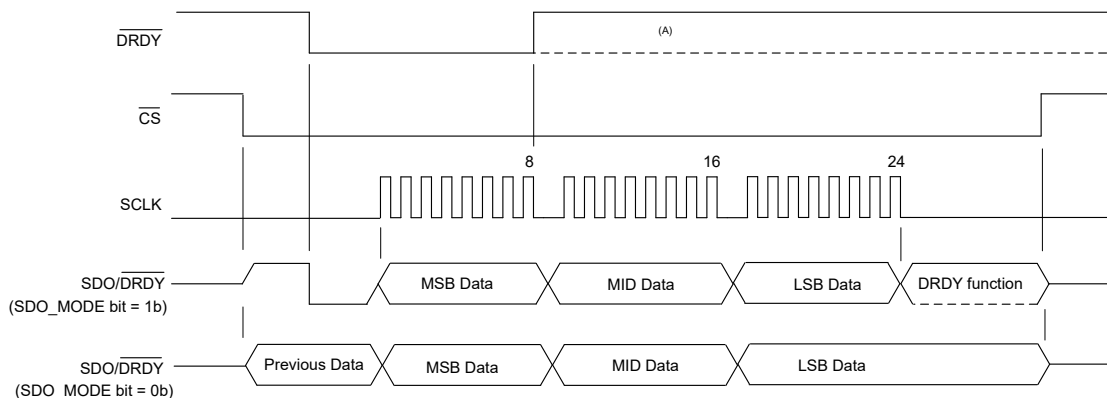 DRDY
(A)
CS
8
16
24
SCLK
SDO/DRDY
(SDO_MODE bit = 1b)
MSB Data
MID Data
LSB Data
DRDY function
SDO/DRDY
(SDO_MODE bit = 0b)
Previous Data
MSB Data
MID Data
LSB Data